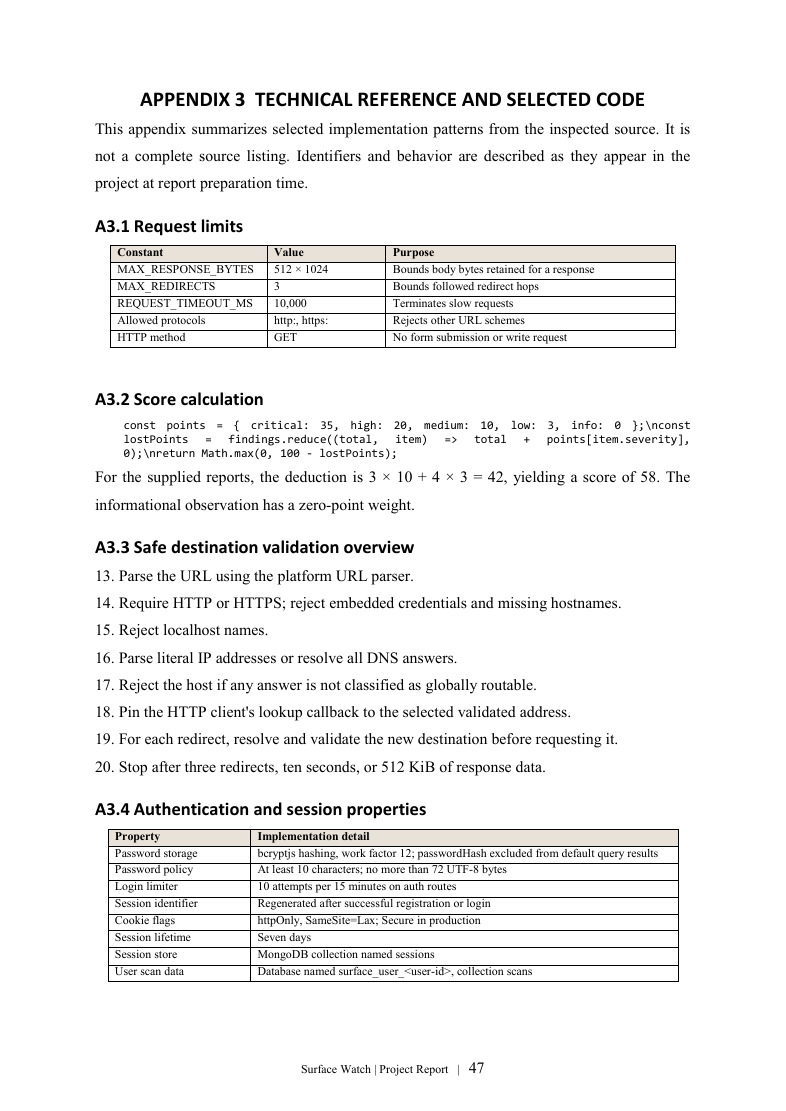 APPENDIX 3 TECHNICAL REFERENCE AND SELECTED CODE
This appendix summarizes selected implementation patterns from the inspected source. It is
not a complete source listing. Identifiers and behavior are described as they appear in the
project at report preparation time.
A3.1 Request limits
Constant Value Purpose
MAX_RESPONSE_BYTES 512 × 1024 Bounds body bytes retained for a response
MAX_REDIRECTS 3 Bounds followed redirect hops
REQUEST_TIMEOUT_MS 10,000 Terminates slow requests
Allowed protocols http:, https: Rejects other URL schemes
HTTP method GET No form submission or write request
A3.2 Score calculation
const points = { critical: 35, high: 20, medium: 10, low: 3, info: 0 };\nconst
lostPoints = findings.reduce((total, item) => total + points[item.severity],
0);\nreturn Math.max(0, 100 - lostPoints);
For the supplied reports, the deduction is 3 × 10 + 4 × 3 = 42, yielding a score of 58. The
informational observation has a zero-point weight.
A3.3 Safe destination validation overview
13. Parse the URL using the platform URL parser.
14. Require HTTP or HTTPS; reject embedded credentials and missing hostnames.
15. Reject localhost names.
16. Parse literal IP addresses or resolve all DNS answers.
17. Reject the host if any answer is not classified as globally routable.
18. Pin the HTTP client's lookup callback to the selected validated address.
19. For each redirect, resolve and validate the new destination before requesting it.
20. Stop after three redirects, ten seconds, or 512 KiB of response data.
A3.4 Authentication and session properties
Property Implementation detail
Password storage bcryptjs hashing, work factor 12; passwordHash excluded from default query results
Password policy At least 10 characters; no more than 72 UTF-8 bytes
Login limiter 10 attempts per 15 minutes on auth routes
Session identifier Regenerated after successful registration or login
Cookie flags httpOnly, SameSite=Lax; Secure in production
Session lifetime Seven days
Session store MongoDB collection named sessions
User scan data Database named surface_user_<user-id>, collection scans
Surface Watch | Project Report | 47